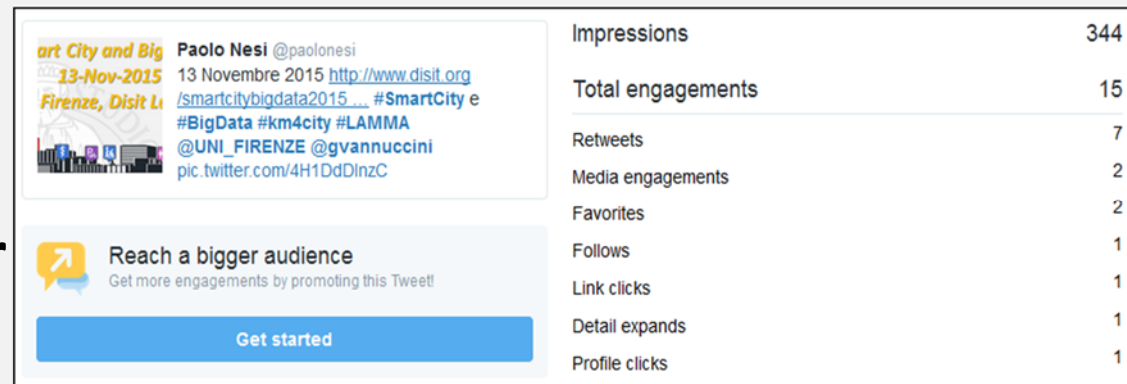 art City and Big
13-Nov-2015
Firenze, Disit L
Paolo Nesi @paolonesi
13 Novembre 2015 http://www.disit.org
/smartcitybigdata2015 ... #SmartCity e
#BigData #km4city #LAMMA
@UNI_FIRENZE @gvannuccini
pic.twitter.com/4H1DdDlnzC
Reach a bigger audience
Get more engagements by promoting this Tweet!
Get started
Impressions 344
Total engagements 15
Retweets 7
Media engagements 2
Favorites 2
Follows 1
Link clicks 1
Detail expands 1
Profile clicks 1